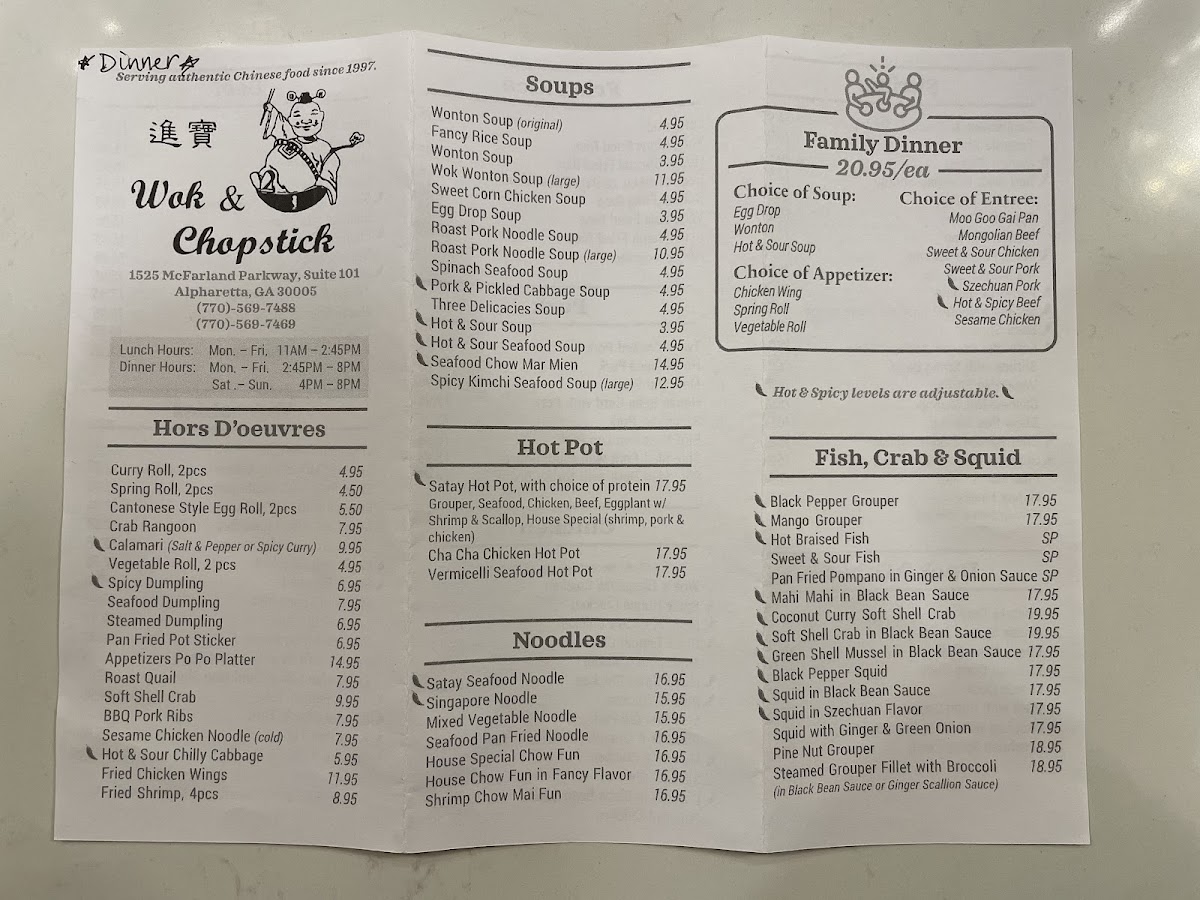 *Dinner*
Serving authentic Chinese food since 1997.
進寶
Wok &
Chopstick
1525 McFarland Parkway, Suite 101
Alpharetta, GA 30005
(770)-569-7488
(770)-569-7469
Lunch Hours: Mon. – Fri, 11AM – 2:45PM
Dinner Hours: Mon. – Fri, 2:45PM – 8PM
Sat .– Sun. 4PM – 8PM
Hors D'oeuvres
Curry Roll, 2pcs 4.95
Spring Roll, 2pcs 4.50
Cantonese Style Egg Roll, 2pcs 5.50
Crab Rangoon 7.95
Calamari (Salt & Pepper or Spicy Curry) 9.95
Vegetable Roll, 2 pcs 4.95
Spicy Dumpling 6.95
Seafood Dumpling 7.95
Steamed Dumpling 6.95
Pan Fried Pot Sticker 6.95
Appetizers Po Po Platter 14.95
Roast Quail 7.95
Soft Shell Crab 9.95
BBQ Pork Ribs 7.95
Sesame Chicken Noodle (cold) 7.95
Hot & Sour Chilly Cabbage 5.95
Fried Chicken Wings 11.95
Fried Shrimp, 4pcs 8.95
Soups
Wonton Soup (original) 4.95
Fancy Rice Soup 4.95
Wonton Soup 3.95
Wok Wonton Soup (large) 11.95
Sweet Corn Chicken Soup 4.95
Egg Drop Soup 3.95
Roast Pork Noodle Soup 4.95
Roast Pork Noodle Soup (large) 10.95
Spinach Seafood Soup 4.95
Pork & Pickled Cabbage Soup 4.95
Three Delicacies Soup 4.95
Hot & Sour Soup 3.95
Hot & Sour Seafood Soup 4.95
Seafood Chow Mar Mien 14.95
Spicy Kimchi Seafood Soup (large) 12.95
Hot Pot
Satay Hot Pot, with choice of protein 17.95
Grouper, Seafood, Chicken, Beef, Eggplant w/
Shrimp & Scallop, House Special (shrimp, pork &
chicken)
Cha Cha Chicken Hot Pot 17.95
Vermicelli Seafood Hot Pot 17.95
Noodles
Satay Seafood Noodle 16.95
Singapore Noodle 15.95
Mixed Vegetable Noodle 15.95
Seafood Pan Fried Noodle 16.95
House Special Chow Fun 16.95
House Chow Fun in Fancy Flavor 16.95
Shrimp Chow Mai Fun 16.95
Family Dinner
20.95/ea
Choice of Soup:
Egg Drop
Wonton
Hot & Sour Soup
Choice of Appetizer:
Chicken Wing
Spring Roll
Vegetable Roll
Choice of Entree:
Moo Goo Gai Pan
Mongolian Beef
Sweet & Sour Chicken
Sweet & Sour Pork
Szechuan Pork
Hot & Spicy Beef
Sesame Chicken
Hot & Spicy levels are adjustable.
Fish, Crab & Squid
Black Pepper Grouper 17.95
Mango Grouper 17.95
Hot Braised Fish SP
Sweet & Sour Fish SP
Pan Fried Pompano in Ginger & Onion Sauce SP
Mahi Mahi in Black Bean Sauce 17.95
Coconut Curry Soft Shell Crab 19.95
Soft Shell Crab in Black Bean Sauce 19.95
Green Shell Mussel in Black Bean Sauce 17.95
Black Pepper Squid 17.95
Squid in Black Bean Sauce 17.95
Squid in Szechuan Flavor 17.95
Squid with Ginger & Green Onion 17.95
Pine Nut Grouper 18.95
Steamed Grouper Fillet with Broccoli 18.95
(in Black Bean Sauce or Ginger Scallion Sauce)